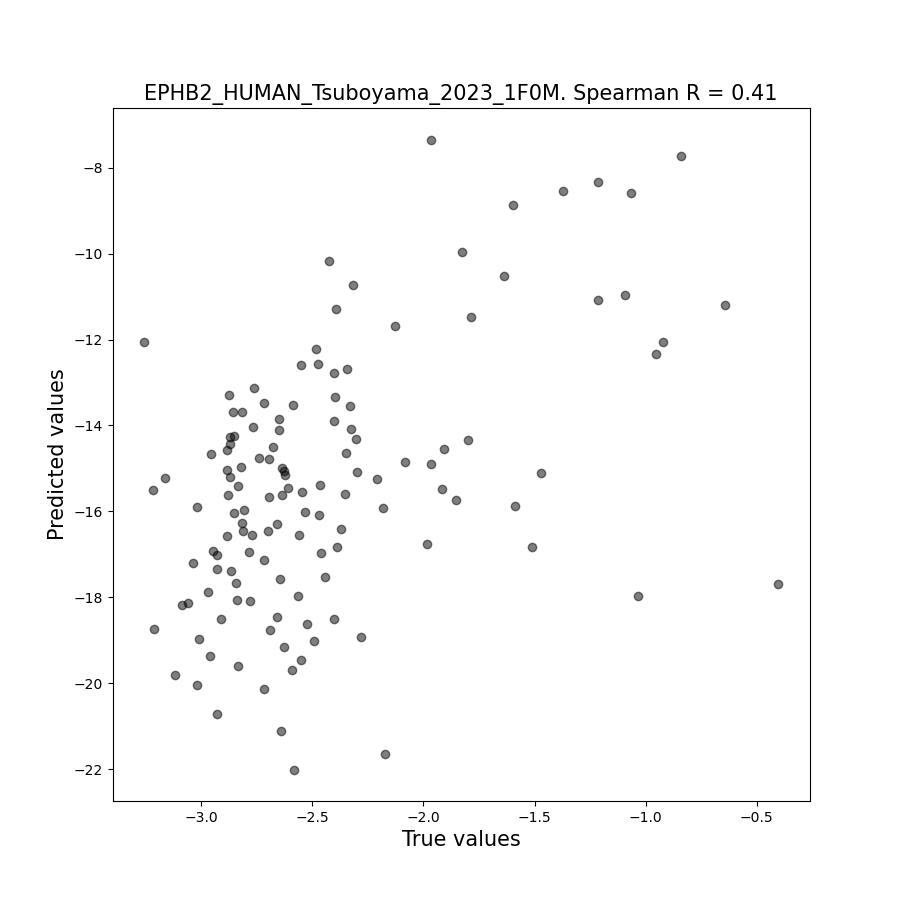 EPHB2_HUMAN_Tsuboyama_2023_1F0M. Spearman R = 0.41
−8
−10
−12
−14
−16
−18
−20
−22
Predicted values
−3.0 −2.5 −2.0 −1.5 −1.0 −0.5
True values